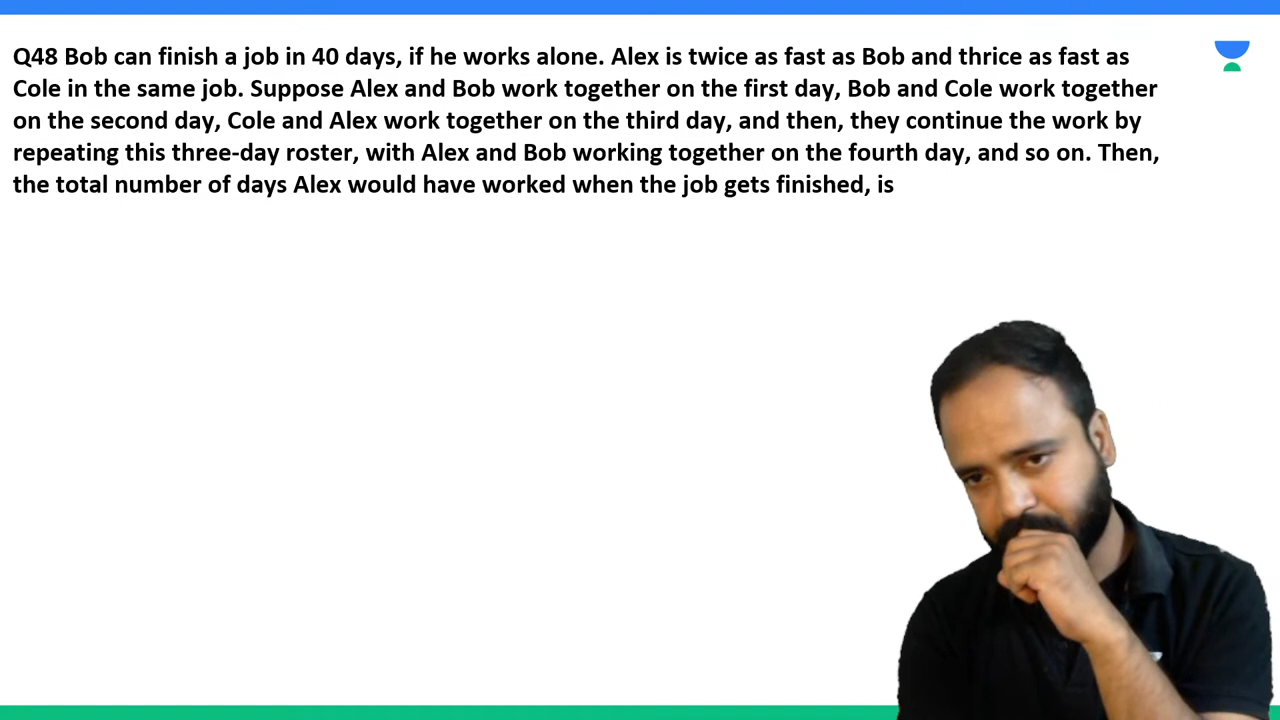 Q48 Bob can finish a job in 40 days, if he works alone. Alex is twice as fast as Bob and thrice as fast as
Cole in the same job. Suppose Alex and Bob work together on the first day, Bob and Cole work together
on the second day, Cole and Alex work together on the third day, and then, they continue the work by
repeating this three-day roster, with Alex and Bob working together on the fourth day, and so on. Then,
the total number of days Alex would have worked when the job gets finished, is